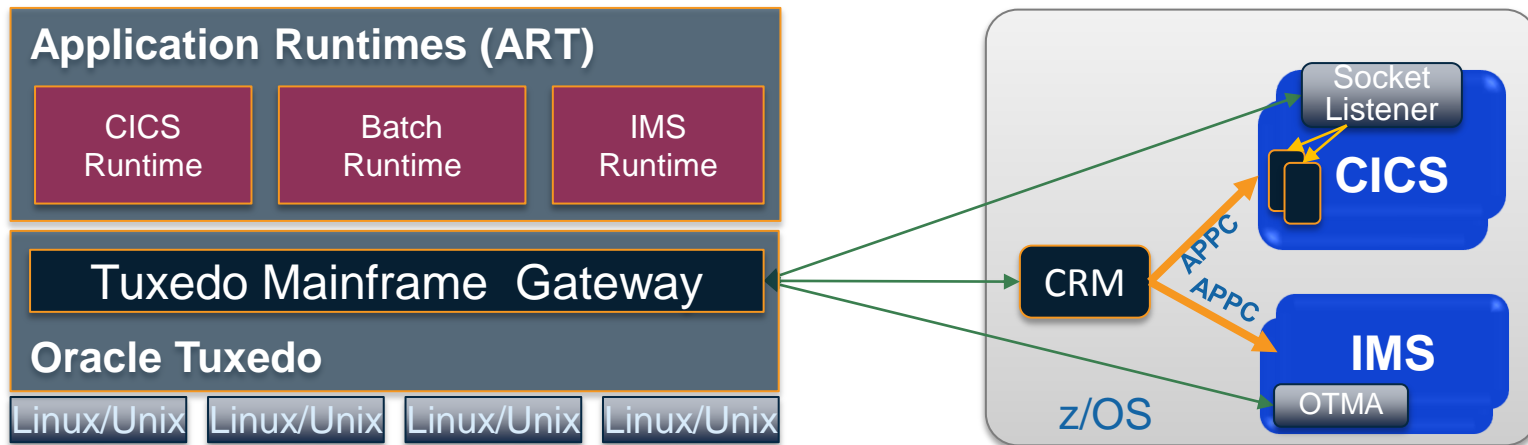 Application Runtimes (ART)
CICS
Runtime
Batch
Runtime
IMS
Runtime
Tuxedo Mainframe Gateway
Oracle Tuxedo
Linux/Unix
Linux/Unix
Linux/Unix
Linux/Unix
Socket
Listener
CICS
CRM
APPC
APPC
IMS
OTMA
z/OS